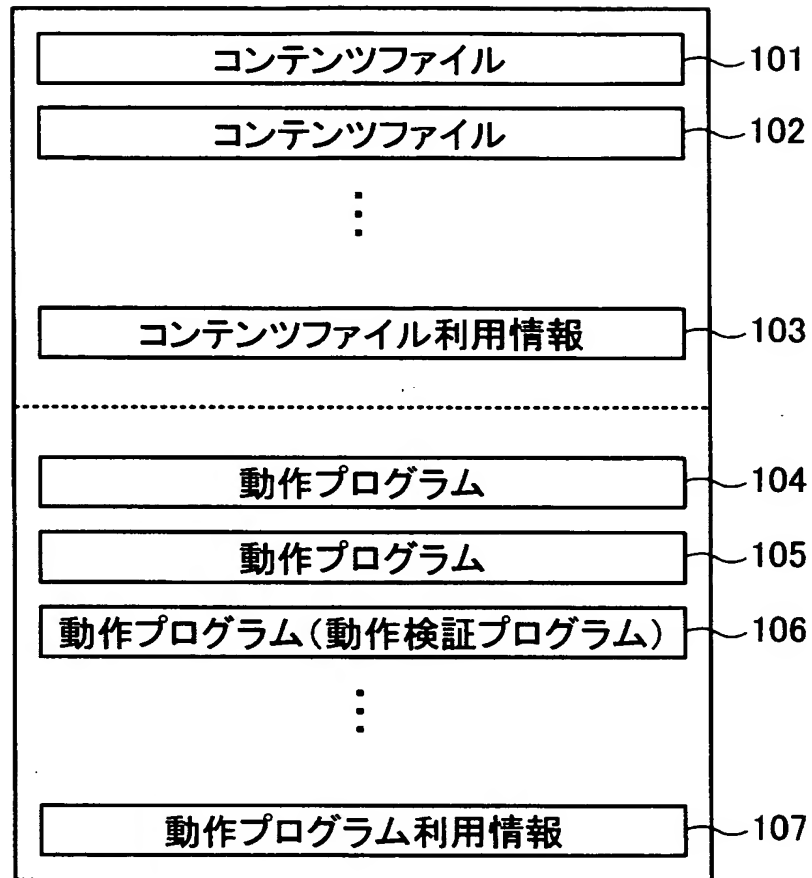 コンテンツファイル 101
コンテンツファイル 102
コンテンツファイル利用情報 103
動作プログラム 104
動作プログラム 105
動作プログラム(動作検証プログラム) 106
動作プログラム利用情報 107